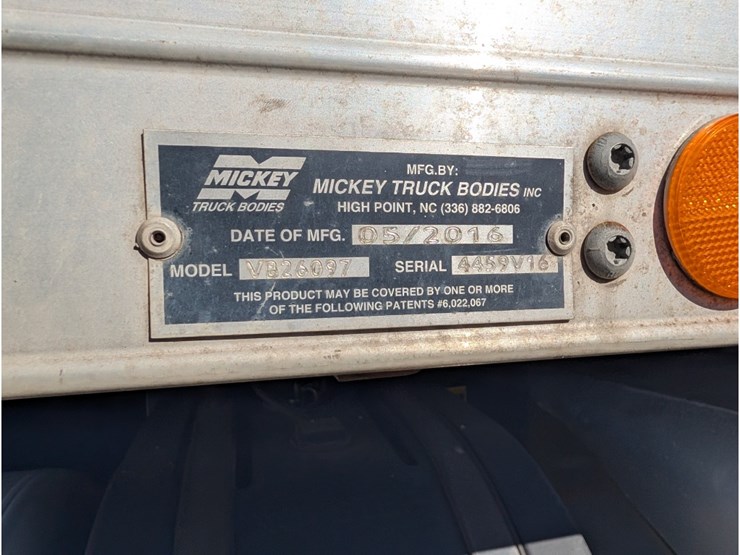 MICKEY
TRUCK BODIES
MFG.BY:
MICKEY TRUCK BODIES INC
HIGH POINT, NC (336) 882-6806
DATE OF MFG. 05/2016
MODEL VB26097 SERIAL 4459V16
THIS PRODUCT MAY BE COVERED BY ONE OR MORE
OF THE FOLLOWING PATENTS #6,022,067